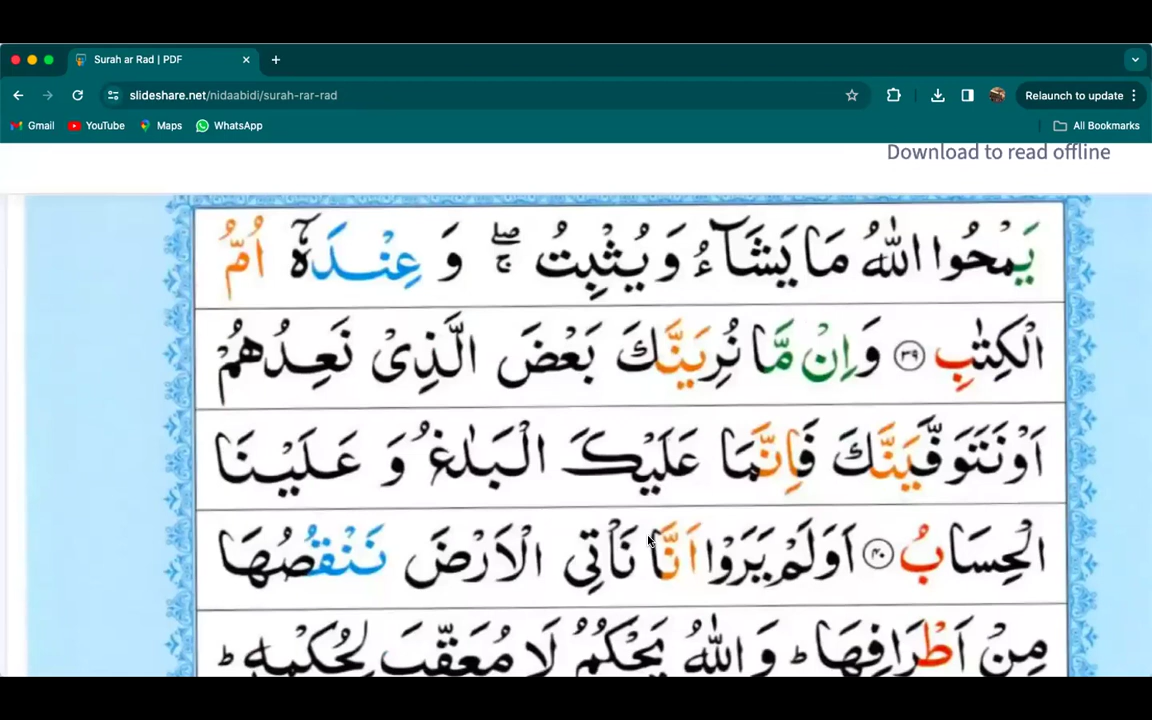 Surah ar Rad | PDF
slideshare.net/nidaabidi/surah-rar-rad
Relaunch to update
Gmail YouTube Maps WhatsApp All Bookmarks
Download to read offline
يَمْحُوا اللّٰهُ مَا يَشَآءُ وَ يُثْبِتُ ۖۚ وَ عِنْدَهٗۤ اُمُّ
الْكِتٰبِ ﴿۳۹﴾ وَ اِنْ مَّا نُرِيَنَّكَ بَعْضَ الَّذِیْ نَعِدُهُمْ
اَوْ نَتَوَفَّيَنَّكَ فَاِنَّمَا عَلَيْكَ الْبَلٰغُ وَ عَلَيْنَا
الْحِسَابُ ﴿۴۰﴾ اَوَلَمْ يَرَوْا اَنَّا نَاْتِی الْاَرْضَ نَنْقُصُهَا
مِنْ اَطْرَافِهَا ؕ وَ اللّٰهُ يَحْكُمُ لَا مُعَقِّبَ لِحُكْمِهٖ ؕ